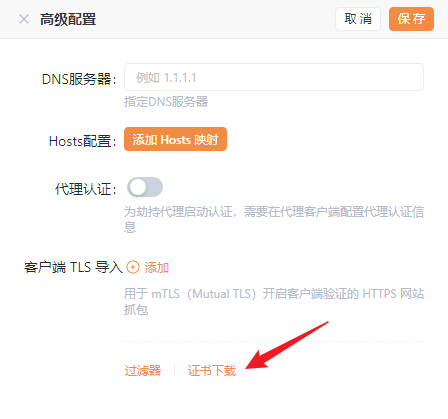 高级配置
取消
保存
DNS服务器：
例如 1.1.1.1
指定DNS服务器
Hosts配置：
添加 Hosts 映射
代理认证：
为劫持代理启动认证，需要在代理客户端配置代理认证信
息
客户端 TLS 导入
添加
用于 mTLS（Mutual TLS）开启客户端验证的 HTTPS 网站
抓包
过滤器
证书下载